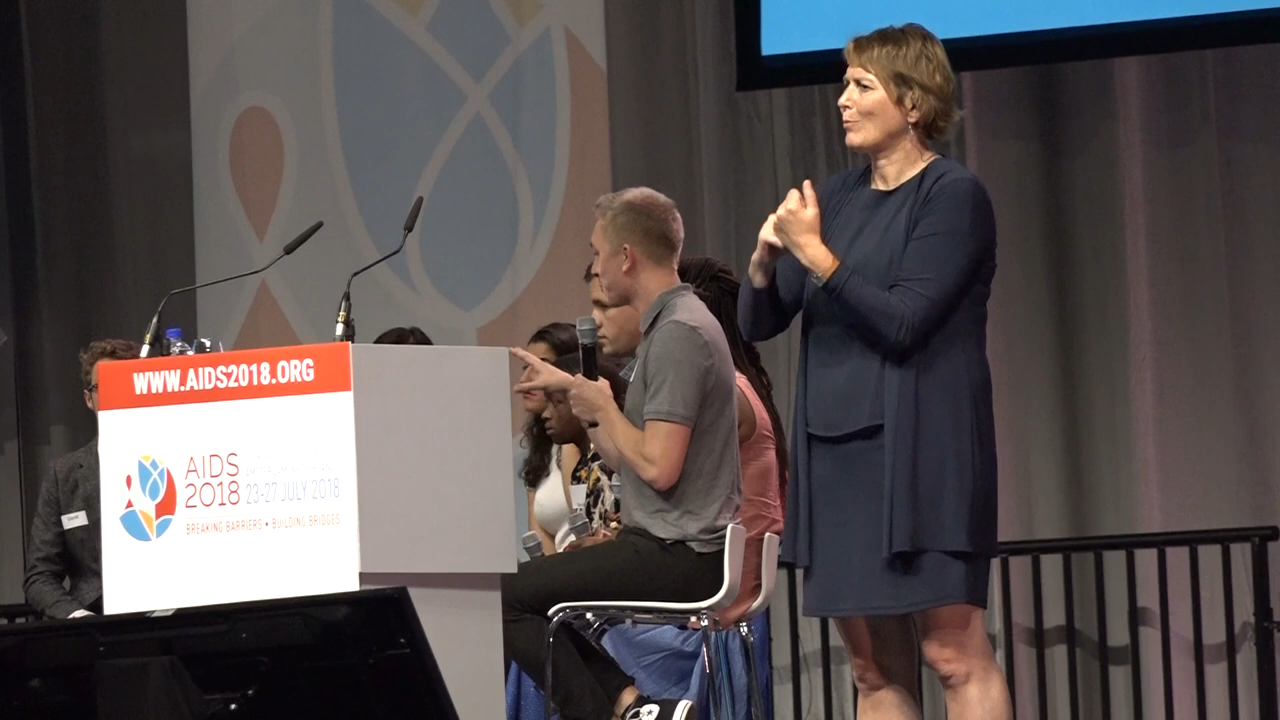 WWW.AIDS2018.ORG
AIDS
2018
23-27 JULY 2018
BREAKING BARRIERS • BUILDING BRIDGES